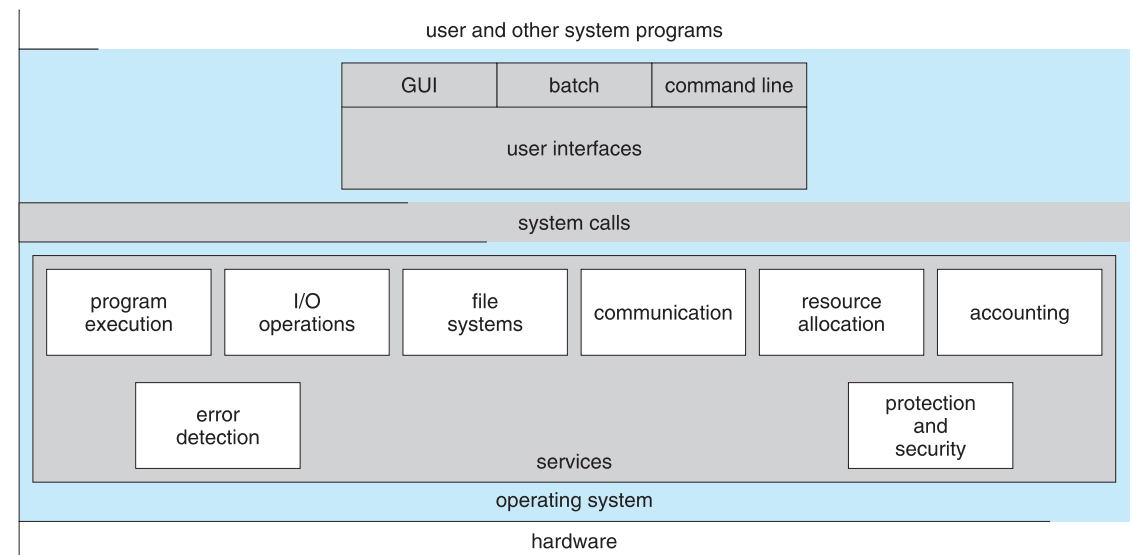 user and other system programs
GUI
batch
command line
user interfaces
system calls
program
execution
I/O
operations
file
systems
communication
resource
allocation
accounting
error
detection
protection
and
security
services
operating system
hardware